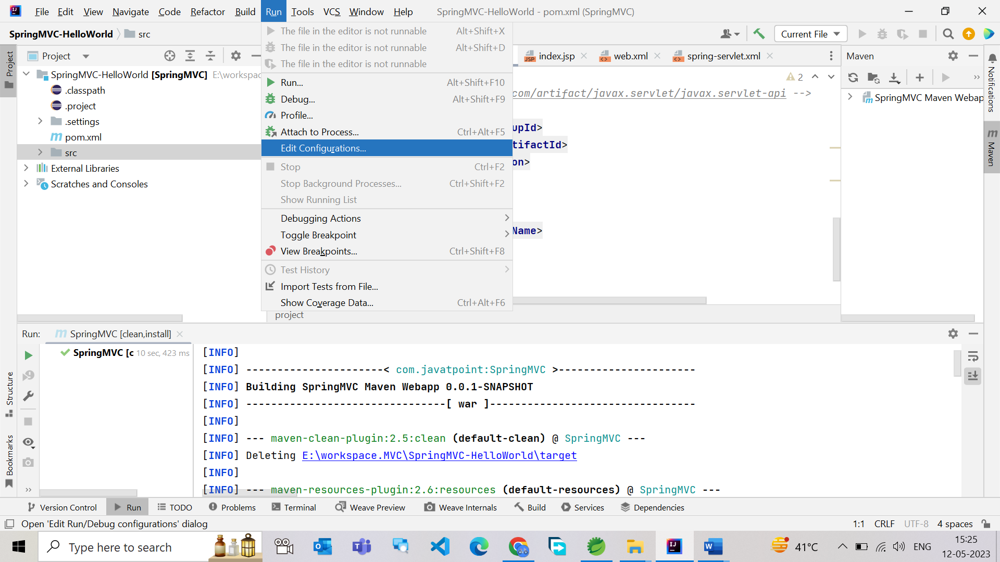 File Edit View Navigate Code Refactor Build Run Tools VCS Window Help SpringMVC-HelloWorld - pom.xml (SpringMVC)
SpringMVC-HelloWorld src
Current File
Project
Project
index.jsp
web.xml
spring-servlet.xml
Maven
SpringMVC-HelloWorld [SpringMVC] E:\workspac
.classpath
.project
.settings
pom.xml
src
External Libraries
Scratches and Consoles
The file in the editor is not runnable Alt+Shift+X
The file in the editor is not runnable Alt+Shift+D
The file in the editor is not runnable
Run... Alt+Shift+F10
Debug... Alt+Shift+F9
Profile...
Attach to Process... Ctrl+Alt+F5
Edit Configurations...
Stop Ctrl+F2
Stop Background Processes... Ctrl+Shift+F2
Show Running List
Debugging Actions
Toggle Breakpoint
View Breakpoints... Ctrl+Shift+F8
Test History
Import Tests from File...
Show Coverage Data... Ctrl+Alt+F6
2
com/artifact/javax.servlet/javax.servlet-api -->
upId>
tifactId>
on>
Name>
project
SpringMVC Maven Webap
Notifications
Maven
Run: SpringMVC [clean,install]
SpringMVC [c 10 sec, 423 ms
[INFO]
[INFO] ----------------------< com.javatpoint:SpringMVC >----------------------
[INFO] Building SpringMVC Maven Webapp 0.0.1-SNAPSHOT
[INFO] --------------------------------[ war ]---------------------------------
[INFO]
[INFO] --- maven-clean-plugin:2.5:clean (default-clean) @ SpringMVC ---
[INFO] Deleting E:\workspace.MVC\SpringMVC-HelloWorld\target
[INFO]
[INFO] --- maven-resources-plugin:2.6:resources (default-resources) @ SpringMVC ---
Structure
Bookmarks
Version Control Run TODO Problems Terminal Weave Preview Weave Internals Build Services Dependencies
Open 'Edit Run/Debug configurations' dialog 1:1 CRLF UTF-8 4 spaces
Type here to search
41°C ENG
15:25
12-05-2023